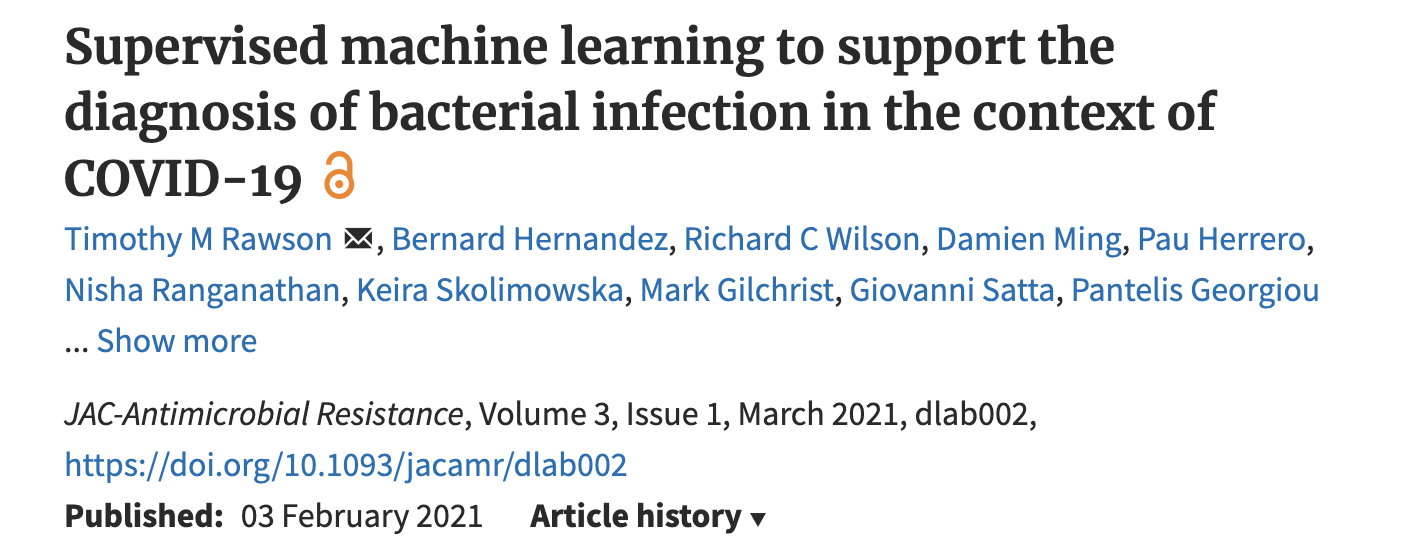 Supervised machine learning to support the
diagnosis of bacterial infection in the context of
COVID-19
Timothy M Rawson, Bernard Hernandez, Richard C Wilson, Damien Ming, Pau Herrero,
Nisha Ranganathan, Keira Skolimowska, Mark Gilchrist, Giovanni Satta, Pantelis Georgiou
... Show more
JAC-Antimicrobial Resistance, Volume 3, Issue 1, March 2021, dlab002,
https://doi.org/10.1093/jacamr/dlab002
Published: 03 February 2021 Article history ▾